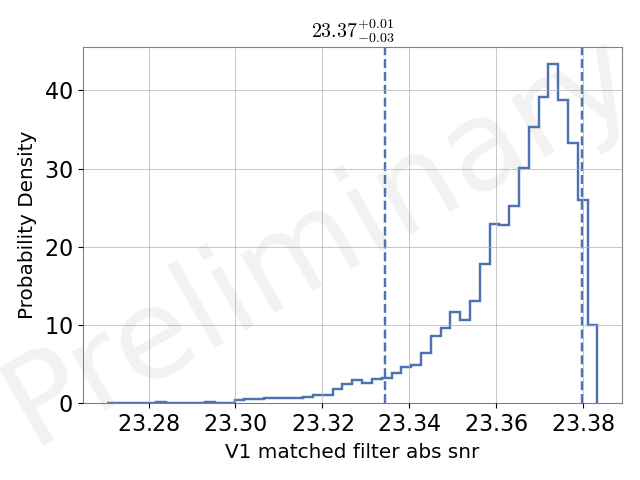 23.37+0.01−0.03
Preliminary
Probability Density
40
30
20
10
0
23.28 23.30 23.32 23.34 23.36 23.38
V1 matched filter abs snr